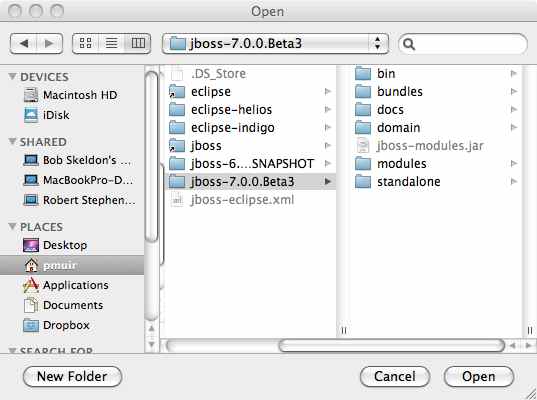 Open
jboss-7.0.0.Beta3
DEVICES
Macintosh HD
iDisk
SHARED
Bob Skeldon's ...
MacBookPro-D...
Robert Stephen...
PLACES
Desktop
pmuir
Applications
Documents
Dropbox
SEARCH FOR
.DS_Store
eclipse
eclipse-helios
eclipse-indigo
jboss
jboss-6....SNAPSHOT
jboss-7.0.0.Beta3
jboss-eclipse.xml
bin
bundles
docs
domain
jboss-modules.jar
modules
standalone
New Folder
Cancel
Open